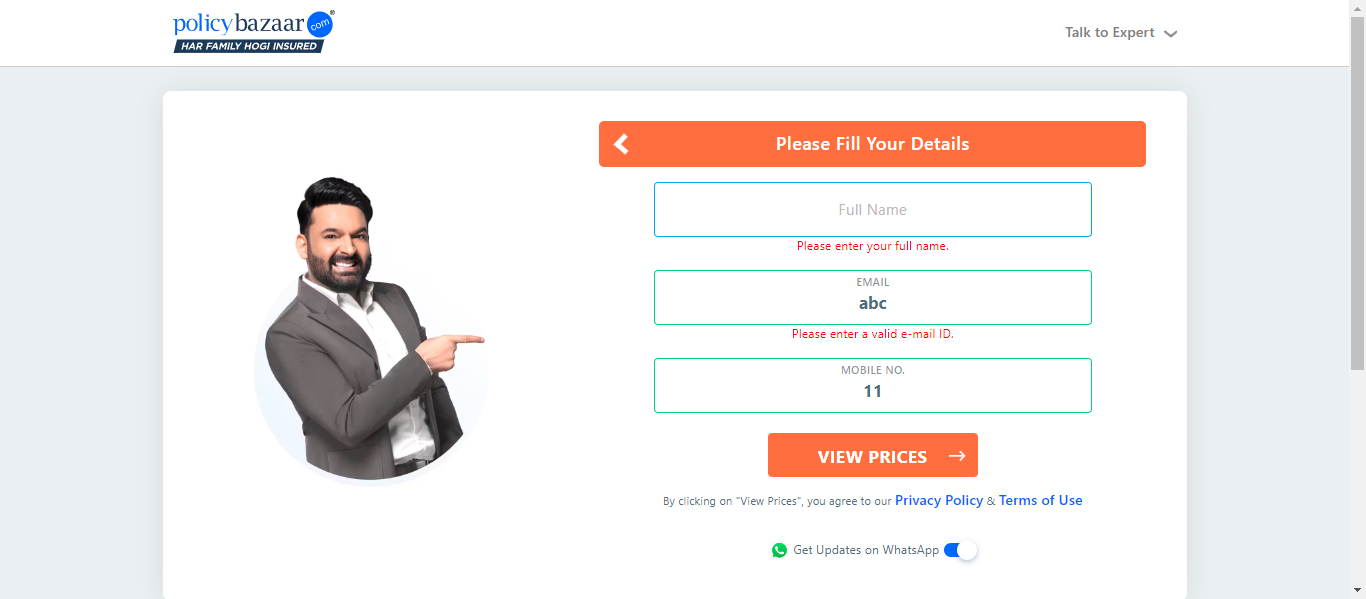 policybazaar.com®
HAR FAMILY HOGI INSURED
Talk to Expert
Please Fill Your Details
Full Name
Please enter your full name.
EMAIL
abc
Please enter a valid e-mail ID.
MOBILE NO.
11
VIEW PRICES →
By clicking on "View Prices", you agree to our Privacy Policy & Terms of Use
Get Updates on WhatsApp